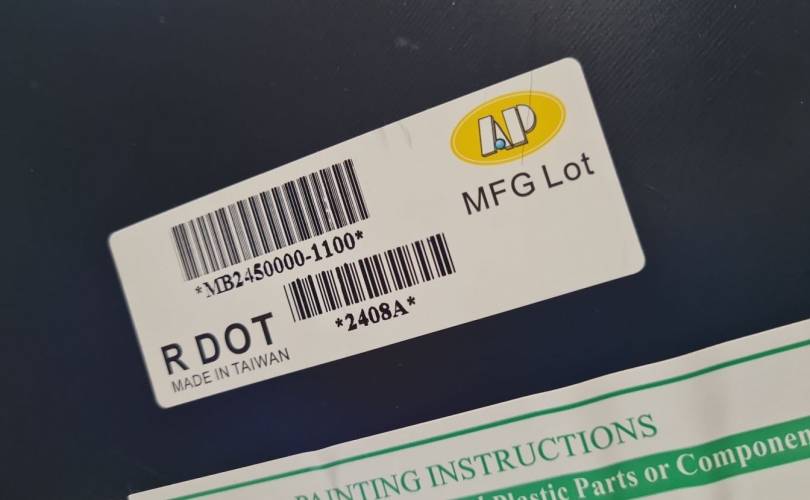 AP
MFG Lot
*MB2450000-1100*
*2408A*
R DOT
MADE IN TAIWAN
PAINTING INSTRUCTIONS
Plastic Parts or Componen